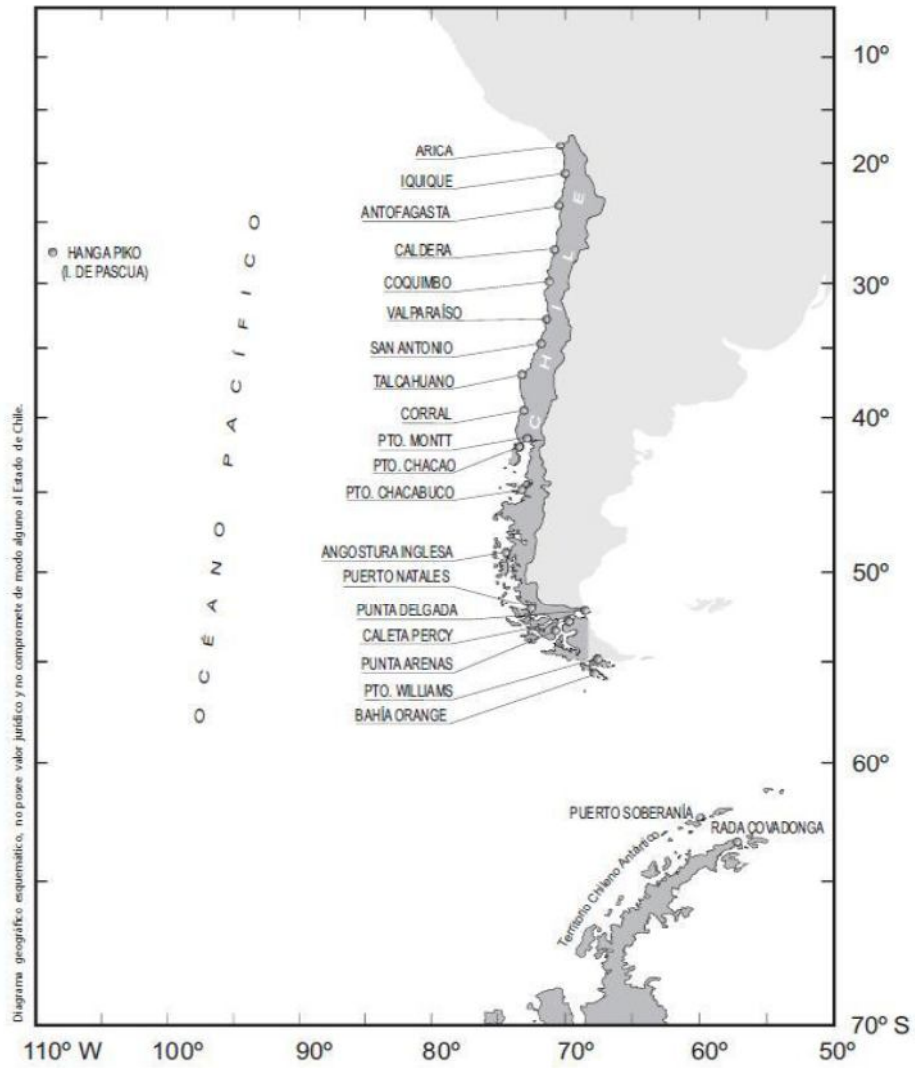 10º
20º
30º
40º
50º
60º
70º S
110º W
100º
90º
80º
70º
60º
50º
ARICA
IQUIQUE
ANTOFAGASTA
CALDERA
COQUIMBO
VALPARAÍSO
SAN ANTONIO
TALCAHUANO
CORRAL
PTO. MONTT
PTO. CHACAO
PTO. CHACABUCO
ANGOSTURA INGLESA
PUERTO NATALES
PUNTA DELGADA
CALETA PERCY
PUNTA ARENAS
PTO. WILLIAMS
BAHÍA ORANGE
HANGA PIKO
(I. DE PASCUA)
OCÉANO PACÍFICO
CHILE
PUERTO SOBERANÍA
RADA COVADONGA
Territorio Chileno Antártico
Diagrama geográfico esquemático, no posee valor jurídico y no compromete de modo alguno al Estado de Chile.